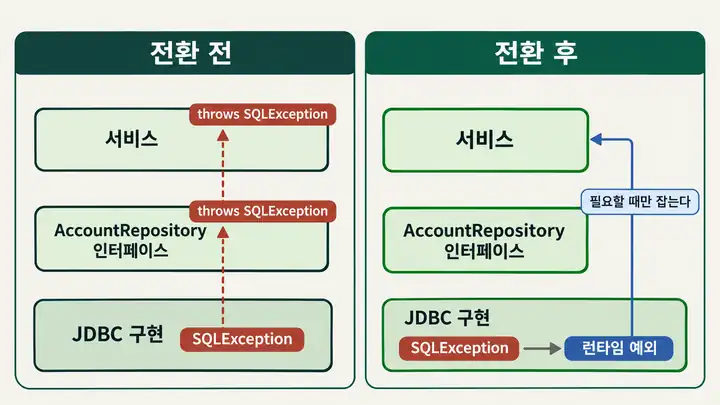 전환 전
throws SQLException
서비스
throws SQLException
AccountRepository
인터페이스
JDBC 구현
SQLException
전환 후
서비스
필요할 때만 잡는다
AccountRepository
인터페이스
JDBC 구현
SQLException
런타임 예외